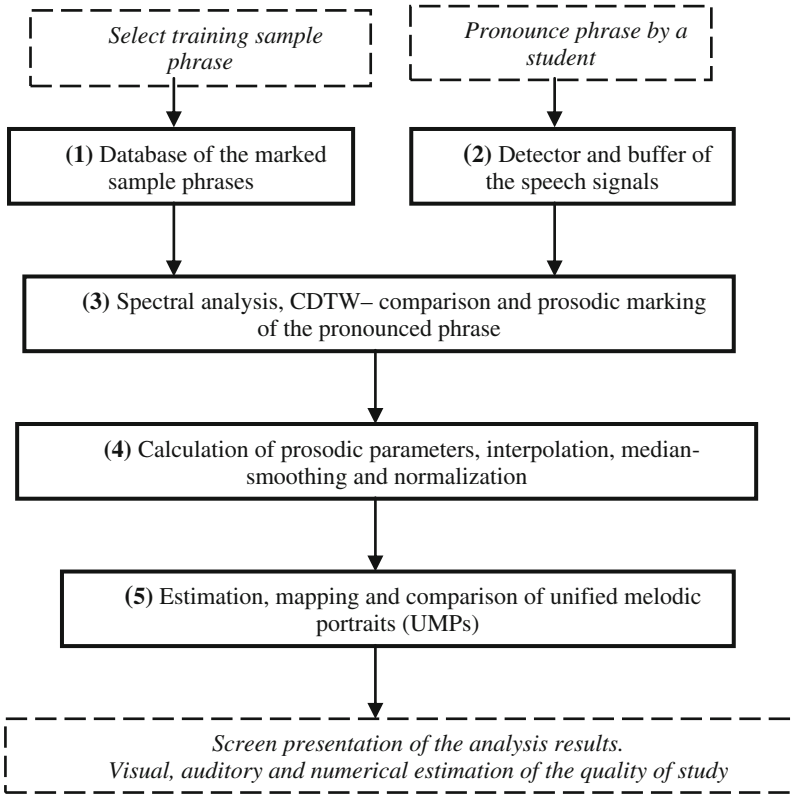 Select training sample
phrase
Pronounce phrase by a
student
(1) Database of the marked
sample phrases
(2) Detector and buffer of
the speech signals
(3) Spectral analysis, CDTW– comparison and prosodic marking
of the pronounced phrase
(4) Calculation of prosodic parameters, interpolation, median-
smoothing and normalization
(5) Estimation, mapping and comparison of unified melodic
portraits (UMPs)
Screen presentation of the analysis results.
Visual, auditory and numerical estimation of the quality of study